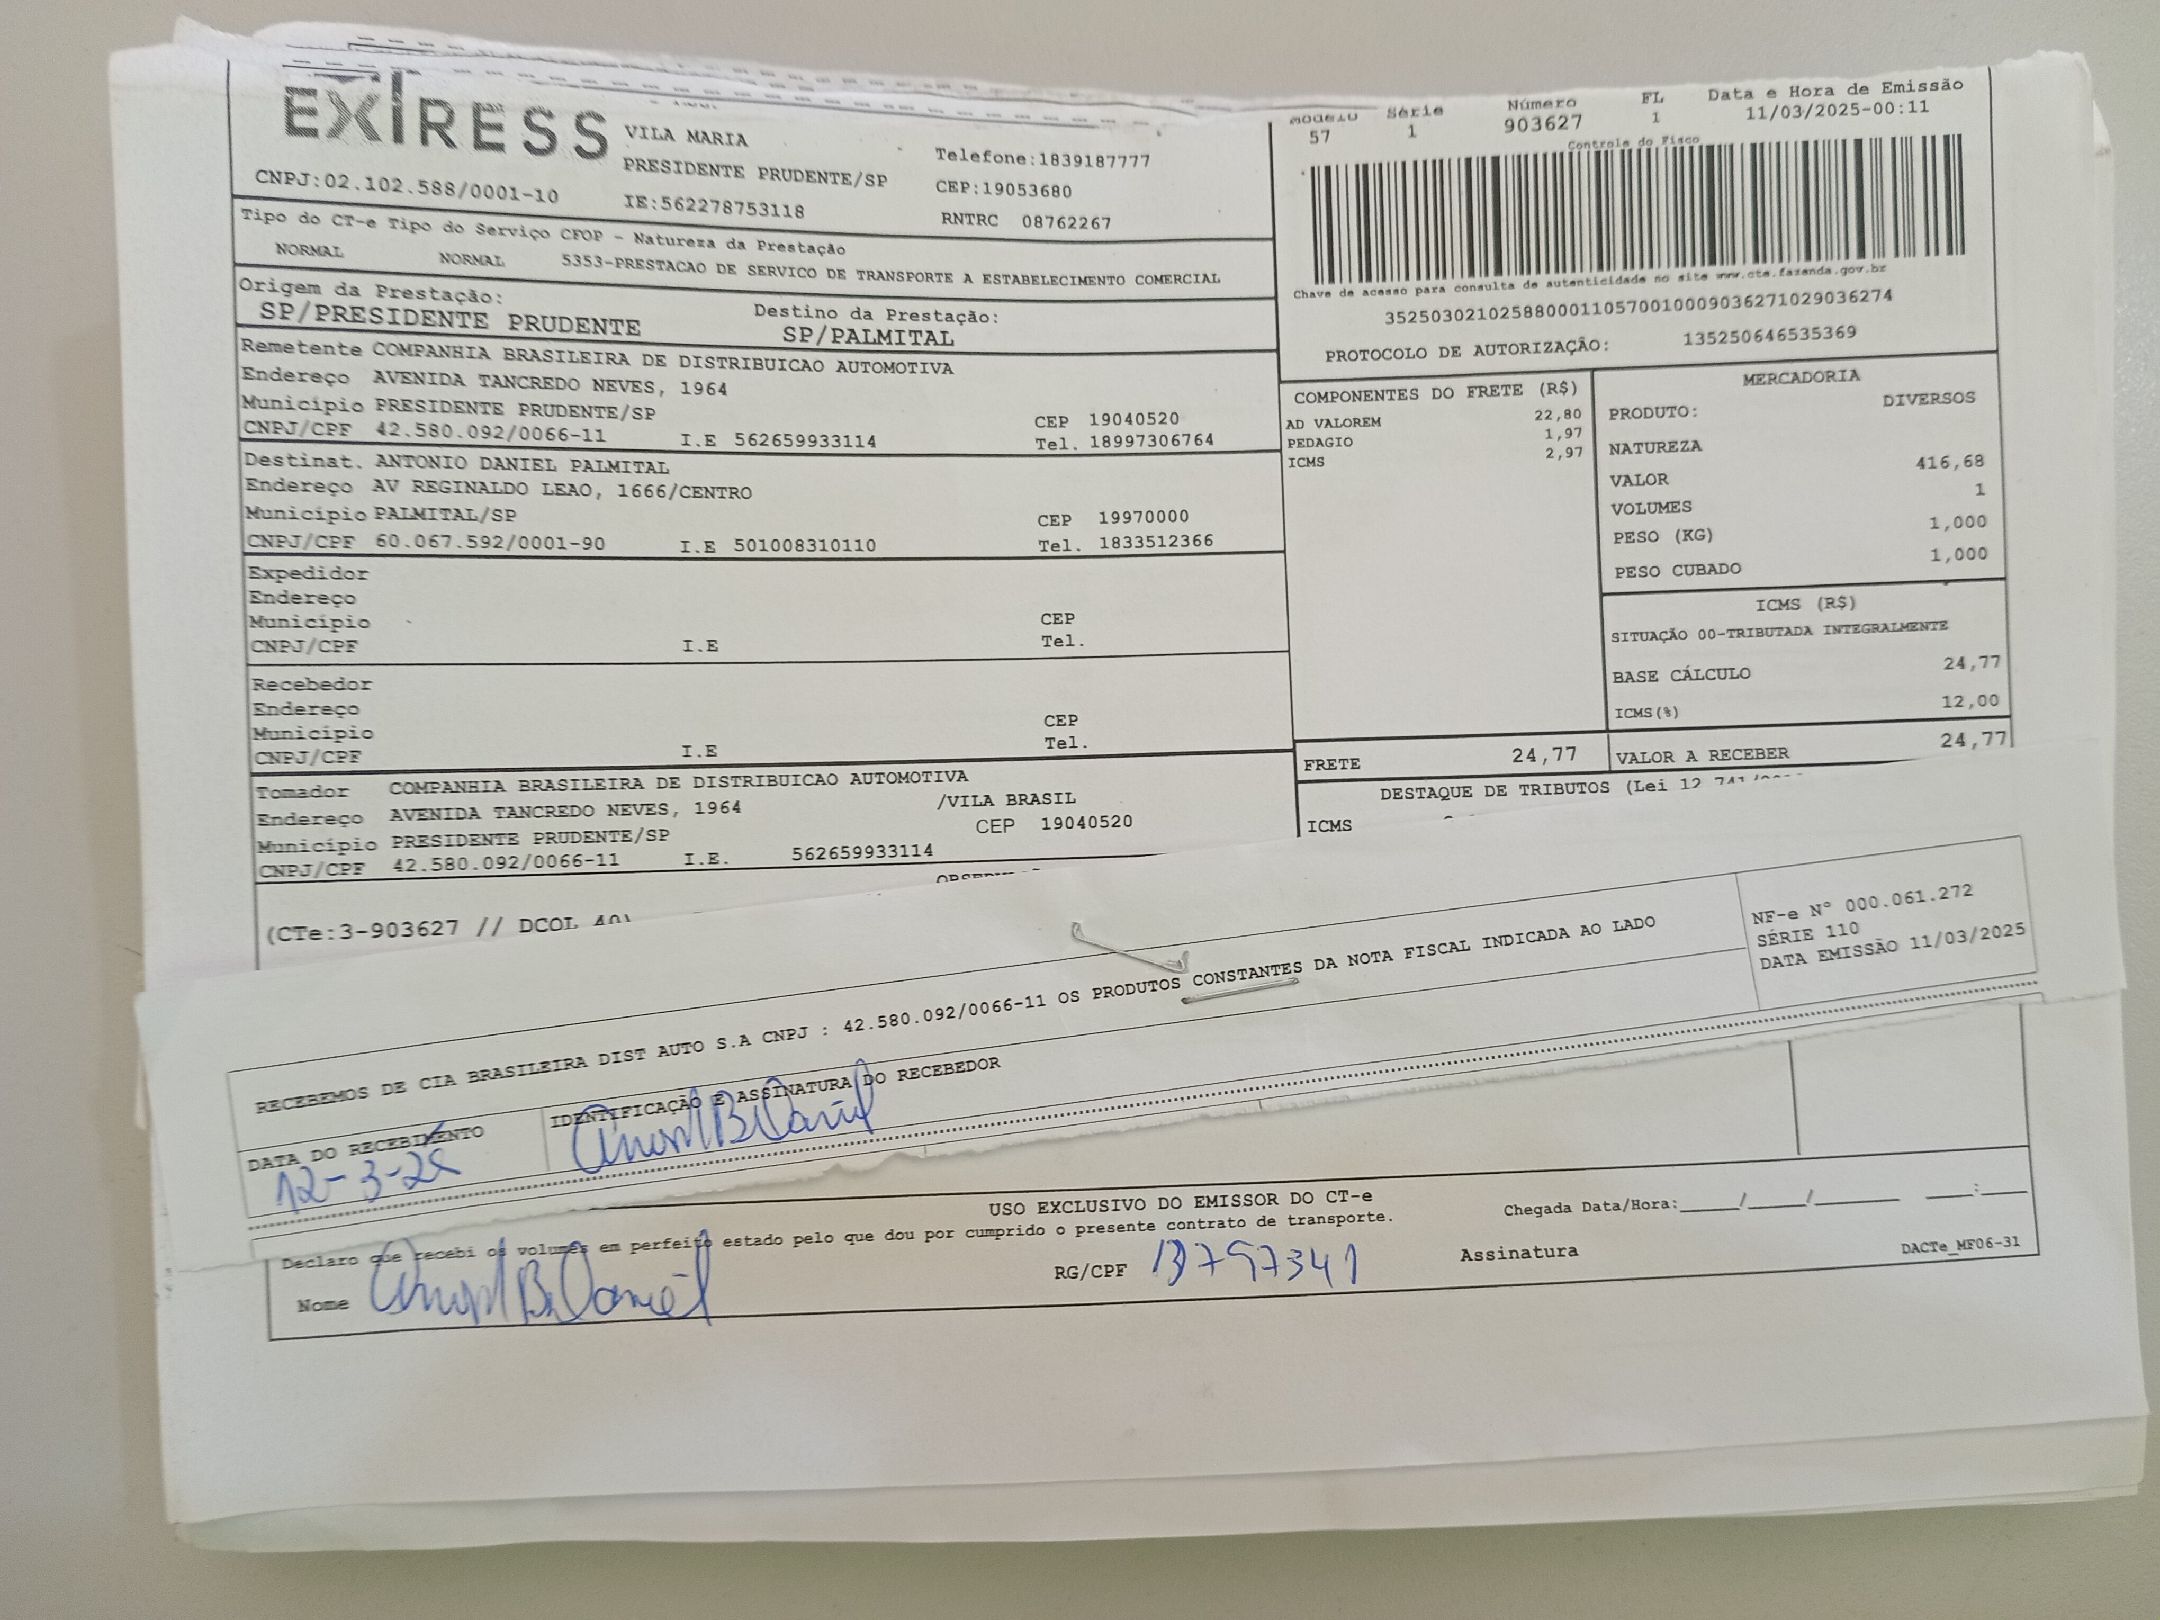 EXPRESS
VILA MARIA
PRESIDENTE PRUDENTE/SP
Telefone:1839187777
CEP:19053680
CNPJ:02.102.588/0001-10
IE:562278753118
RNTRC 08762267
Tipo do CT-e Tipo do Serviço CFOP - Natureza da Prestação
NORMAL NORMAL 5353-PRESTACAO DE SERVICO DE TRANSPORTE A ESTABELECIMENTO COMERCIAL
Origem da Prestação: Destino da Prestação:
SP/PRESIDENTE PRUDENTE SP/PALMITAL
Remetente COMPANHIA BRASILEIRA DE DISTRIBUICAO AUTOMOTIVA
Endereço AVENIDA TANCREDO NEVES, 1964
Município PRESIDENTE PRUDENTE/SP CEP 19040520
CNPJ/CPF 42.580.092/0066-11 I.E 562659933114 Tel. 18997306764
Destinat. ANTONIO DANIEL PALMITAL
Endereço AV REGINALDO LEAO, 1666/CENTRO
Município PALMITAL/SP CEP 19970000
CNPJ/CPF 60.067.592/0001-90 I.E 501008310110 Tel. 1833512366
Expedidor
Endereço
Município CEP
CNPJ/CPF I.E Tel.
Recebedor
Endereço
Município CEP
CNPJ/CPF I.E Tel.
Tomador COMPANHIA BRASILEIRA DE DISTRIBUICAO AUTOMOTIVA
Endereço AVENIDA TANCREDO NEVES, 1964 /VILA BRASIL
Município PRESIDENTE PRUDENTE/SP CEP 19040520
CNPJ/CPF 42.580.092/0066-11 I.E. 562659933114
(CTe:3-903627 // DCOL
Modelo Série Número FL Data e Hora de Emissão
57 1 903627 1 11/03/2025-00:11
Controle do Fisco
Chave de acesso para consulta de autenticidade no site www.cte.fazenda.gov.br
35250302102588000110570010009036271029036274
PROTOCOLO DE AUTORIZAÇÃO: 135250646535369
COMPONENTES DO FRETE (R$)
AD VALOREM 22,80
PEDAGIO 1,97
ICMS 2,97
MERCADORIA
PRODUTO: DIVERSOS
NATUREZA
VALOR 416,68
VOLUMES 1
PESO (KG) 1,000
PESO CUBADO 1,000
ICMS (R$)
SITUAÇÃO 00-TRIBUTADA INTEGRALMENTE
BASE CÁLCULO 24,77
ICMS(%) 12,00
FRETE 24,77 VALOR A RECEBER 24,77
DESTAQUE DE TRIBUTOS (Lei 12.741
ICMS
RECEBEMOS DE CIA BRASILEIRA DIST AUTO S.A CNPJ : 42.580.092/0066-11 OS PRODUTOS CONSTANTES DA NOTA FISCAL INDICADA AO LADO
NF-e N° 000.061.272
SÉRIE 110
DATA EMISSÃO 11/03/2025
DATA DO RECEBIMENTO IDENTIFICAÇÃO E ASSINATURA DO RECEBEDOR
12-3-25
USO EXCLUSIVO DO EMISSOR DO CT-e
Declaro que recebi os volumes em perfeito estado pelo que dou por cumprido o presente contrato de transporte.
Chegada Data/Hora:_____/_____/_______ ____:____
Nome RG/CPF 13797341 Assinatura
DACTe_MF06-31